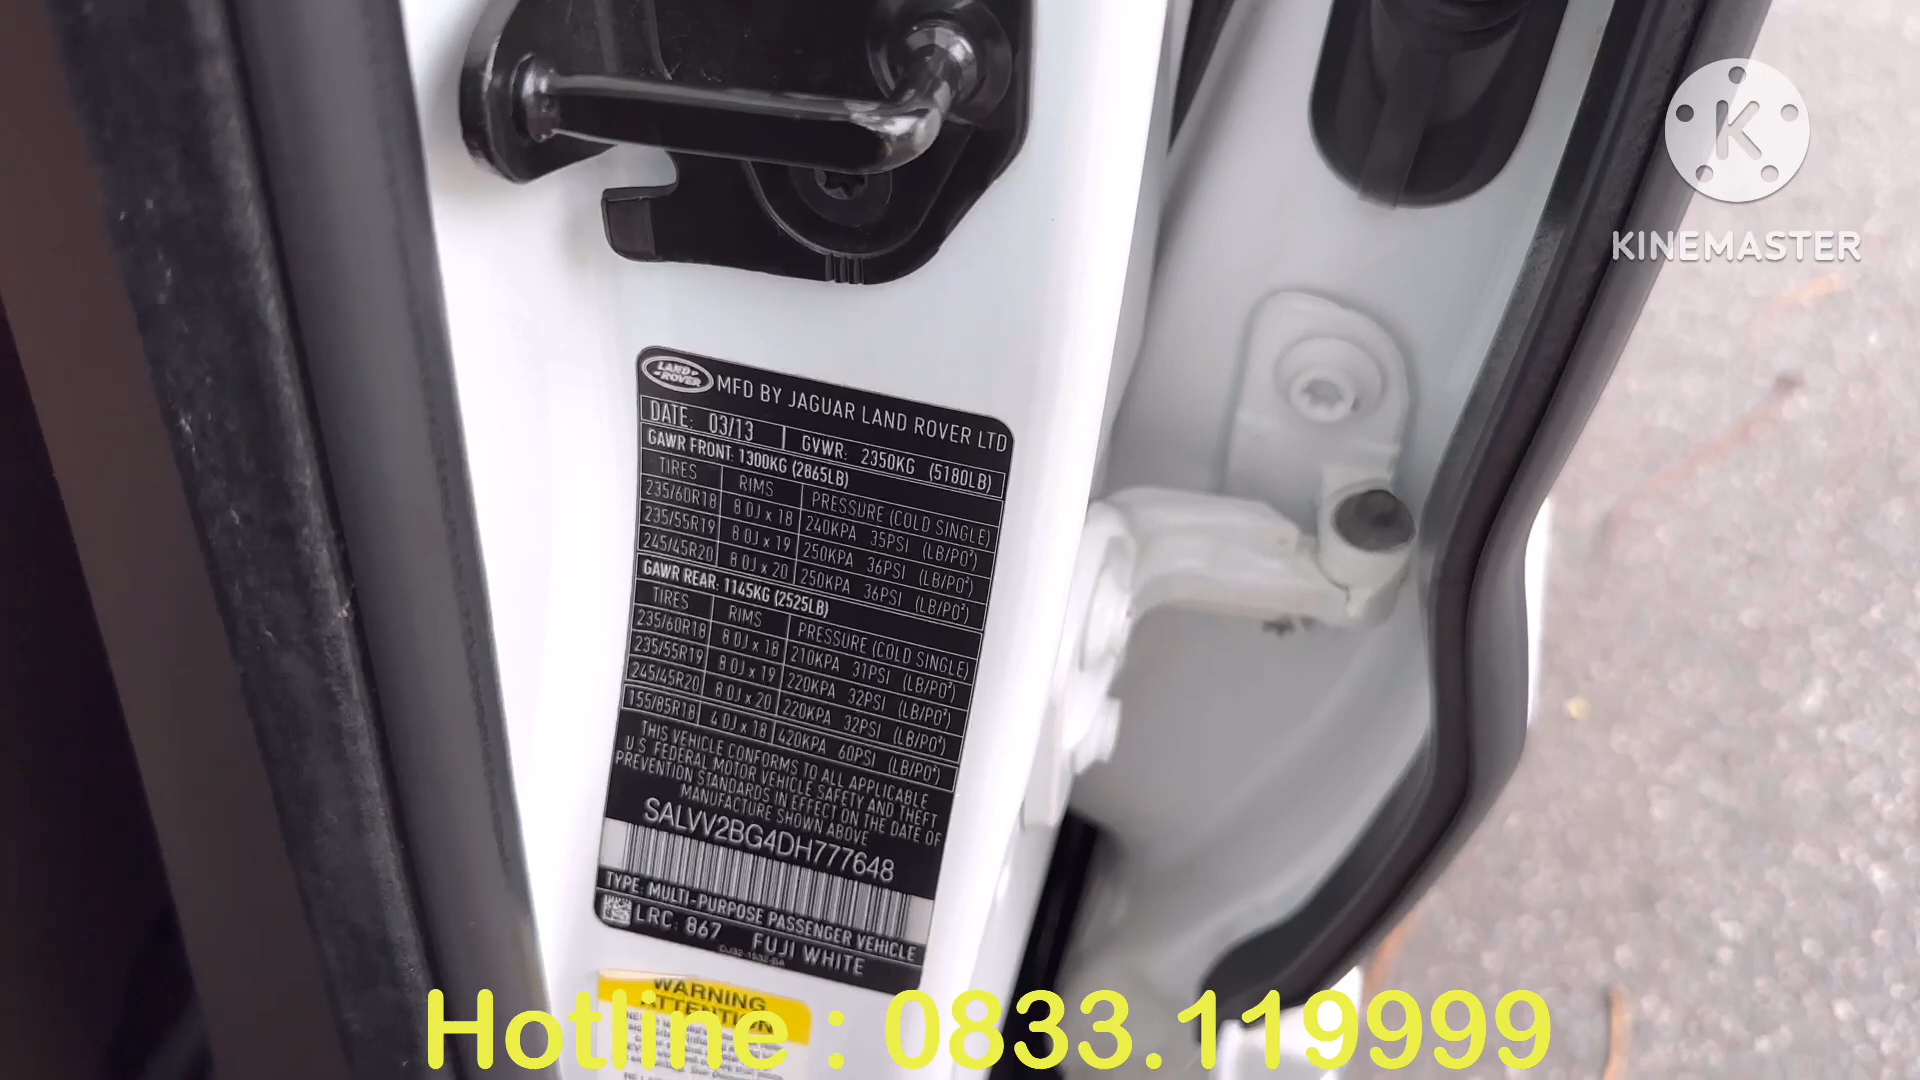 KINEMASTER
LAND ROVER
MFD BY JAGUAR LAND ROVER LTD
DATE: 03/13 GVWR: 2350KG (5180LB)
GAWR FRONT: 1300KG (2865LB)
TIRES RIMS PRESSURE (COLD SINGLE)
235/60R18 8 0J x 18 240KPA 35PSI (LB/PO²)
235/55R19 8 0J x 19 250KPA 36PSI (LB/PO²)
245/45R20 8 0J x 20 250KPA 36PSI (LB/PO²)
GAWR REAR: 1145KG (2525LB)
TIRES RIMS PRESSURE (COLD SINGLE)
235/60R18 8 0J x 18 210KPA 31PSI (LB/PO²)
235/55R19 8 0J x 19 220KPA 32PSI (LB/PO²)
245/45R20 8 0J x 20 220KPA 32PSI (LB/PO²)
155/85R18 4 0J x 18 420KPA 60PSI (LB/PO²)
THIS VEHICLE CONFORMS TO ALL APPLICABLE
U.S. FEDERAL MOTOR VEHICLE SAFETY AND THEFT
PREVENTION STANDARDS IN EFFECT ON THE DATE OF
MANUFACTURE SHOWN ABOVE
SALVV2BG4DH777648
TYPE: MULTI-PURPOSE PASSENGER VEHICLE
LRC: 867 FUJI WHITE
WARNING
ATTENTION
Hotline : 0833.119999